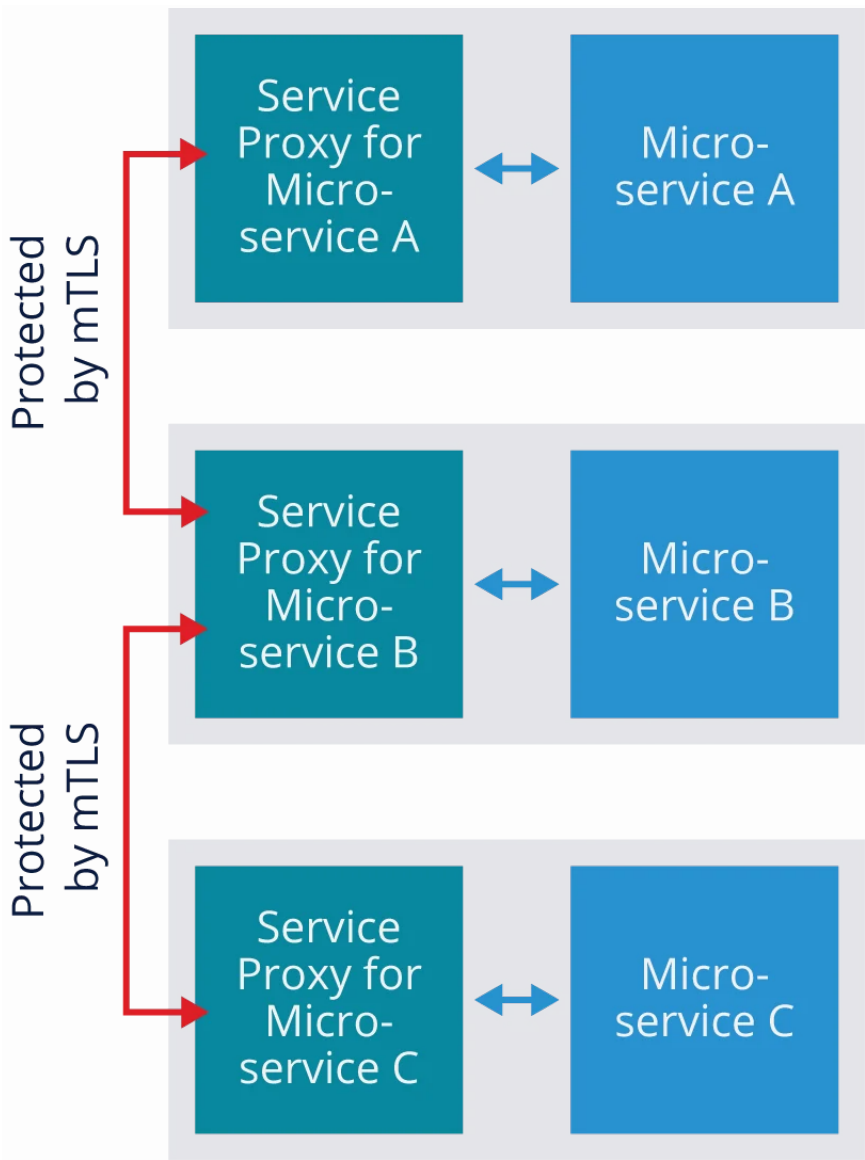 Service
Proxy for
Micro-
service A
Micro-
service A
Protected
by mTLS
Service
Proxy for
Micro-
service B
Micro-
service B
Protected
by mTLS
Service
Proxy for
Micro-
service C
Micro-
service C